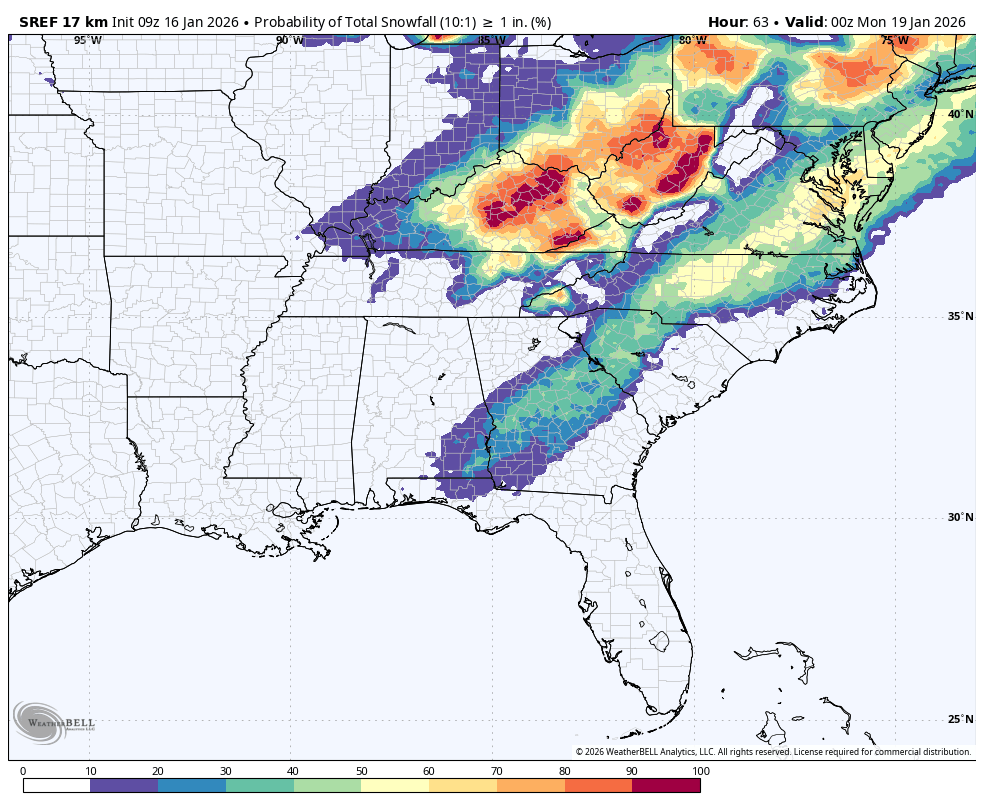 SREF 17 km Init 09z 16 Jan 2026 • Probability of Total Snowfall (10:1) ≥ 1 in. (%)
Hour: 63 • Valid: 00z Mon 19 Jan 2026
95°W 90°W 85°W 80°W 75°W
40°N
35°N
30°N
25°N
WEATHERBELL
© 2026 WeatherBELL Analytics, LLC. All rights reserved. License required for commercial distribution.
0 10 20 30 40 50 60 70 80 90 100